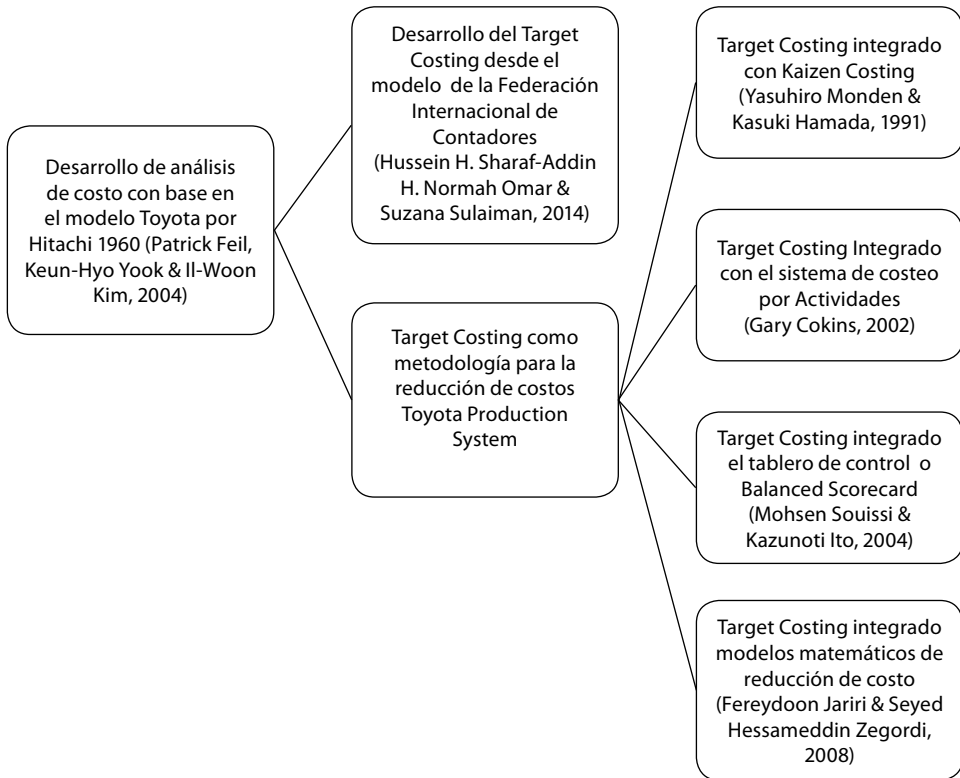 Desarrollo de análisis
de costo con base en
el modelo Toyota por
Hitachi 1960 (Patrick Feil,
Keun-Hyo Yook & Il-Woon
Kim, 2004)
Desarrollo del Target
Costing desde el
modelo de la Federación
Internacional de
Contadores
(Hussein H. Sharaf-Addin
H. Normah Omar &
Suzana Sulaiman, 2014)
Target Costing como
metodología para la
reducción de costos
Toyota Production
System
Target Costing integrado
con Kaizen Costing
(Yasuhiro Monden &
Kasuki Hamada, 1991)
Target Costing Integrado
con el sistema de costeo
por Actividades
(Gary Cokins, 2002)
Target Costing integrado
el tablero de control o
Balanced Scorecard
(Mohsen Souissi &
Kazunoti Ito, 2004)
Target Costing integrado
modelos matemáticos de
reducción de costo
(Fereydoon Jariri & Seyed
Hessameddin Zegordi,
2008)